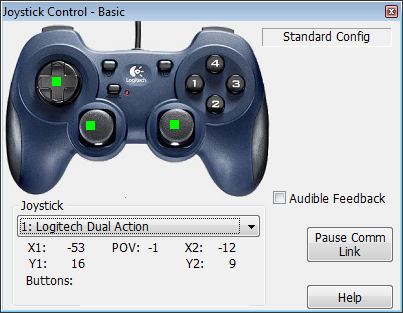 Joystick Control - Basic
Standard Config
Logitech
4
1
3
2
Audible Feedback
Joystick
1: Logitech Dual Action
X1: -53 POV: -1 X2: -12
Y1: 16 Y2: 9
Buttons:
Pause Comm
Link
Help